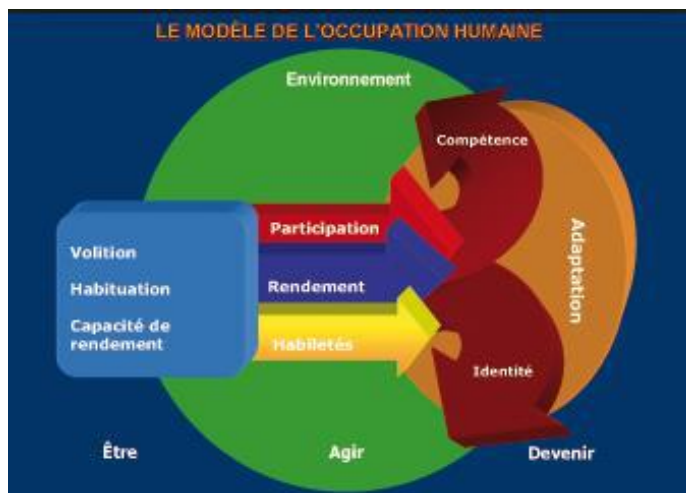 LE MODÈLE DE L'OCCUPATION HUMAINE
Environnement
Compétence
Participation
Adaptation
Volition
Habituation
Rendement
Capacité de
rendement
Habiletés
Identité
Être
Agir
Devenir